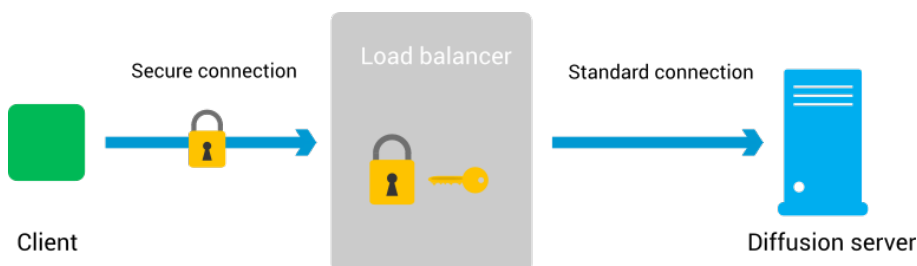 Load balancer
Secure connection
Standard connection
Client
Diffusion server